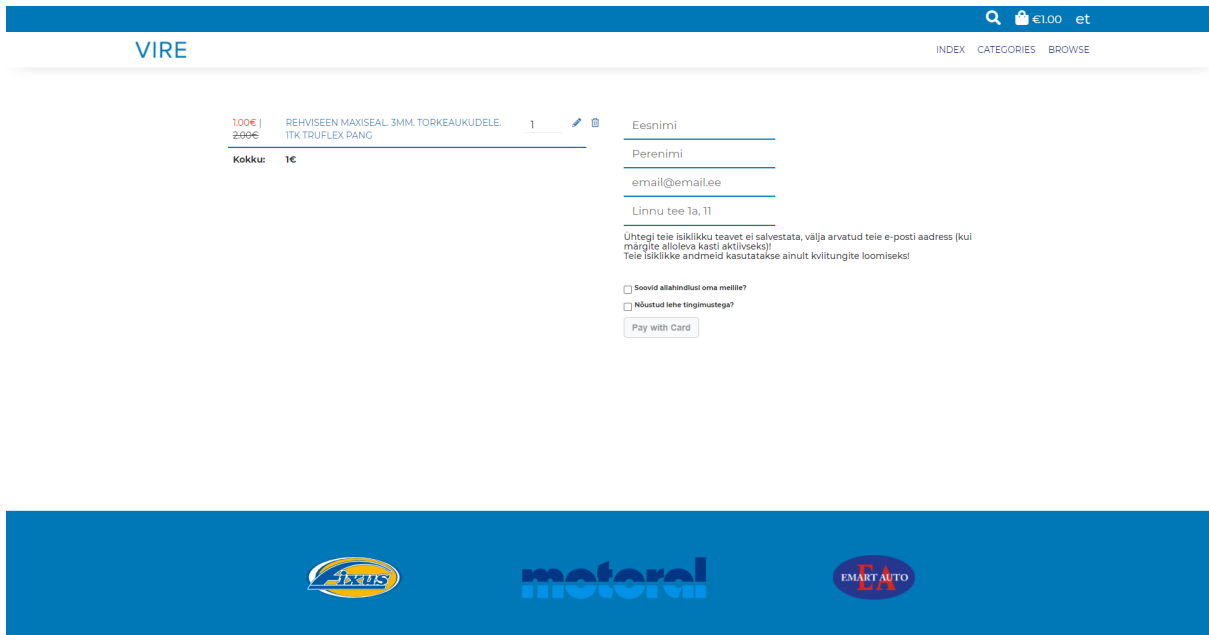 €1.00 et
VIRE
INDEX CATEGORIES BROWSE
1.00€ | REHVISEEN MAXISEAL. 3MM. TORKEAUKUDELE. 1
2.00€ 1TK TRUFLEX PANG
Kokku: 1€
Eesnimi
Perenimi
email@email.ee
Linnu tee 1a, 11
Ühtegi teie isiklikku teavet ei salvestata, välja arvatud teie e-posti aadress (kui
märgite alloleva kasti aktiivseks)!
Teie isiklikke andmeid kasutatakse ainult kviitungite loomiseks!
Soovid allahindlusi oma meilile?
Nõustud lehe tingimustega?
Pay with Card
Fixus motoral EMART AUTO EA